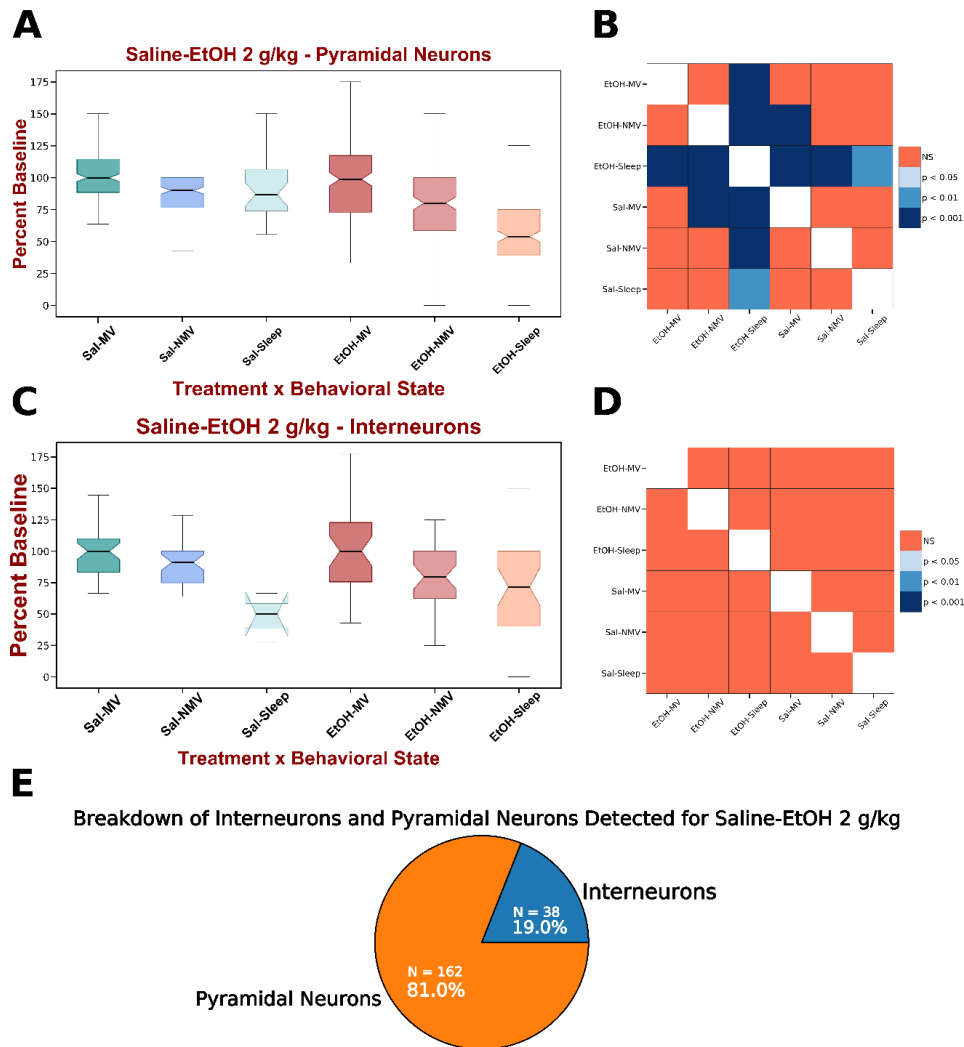 A
Saline-EtOH 2 g/kg - Pyramidal Neurons
Percent Baseline
175
150
125
100
75
50
25
0
Sal-MV
Sal-NMV
Sal-Sleep
EtOH-MV
EtOH-NMV
EtOH-Sleep
Treatment x Behavioral State
B
EtOH-MV
EtOH-NMV
EtOH-Sleep
Sal-MV
Sal-NMV
Sal-Sleep
EtOH-MV
EtOH-NMV
EtOH-Sleep
Sal-MV
Sal-NMV
Sal-Sleep
NS
p < 0.05
p < 0.01
p < 0.001
C
Saline-EtOH 2 g/kg - Interneurons
Percent Baseline
175
150
125
100
75
50
25
0
Sal-MV
Sal-NMV
Sal-Sleep
EtOH-MV
EtOH-NMV
EtOH-Sleep
Treatment x Behavioral State
D
EtOH-MV
EtOH-NMV
EtOH-Sleep
Sal-MV
Sal-NMV
Sal-Sleep
EtOH-MV
EtOH-NMV
EtOH-Sleep
Sal-MV
Sal-NMV
Sal-Sleep
NS
p < 0.05
p < 0.01
p < 0.001
E
Breakdown of Interneurons and Pyramidal Neurons Detected for Saline-EtOH 2 g/kg
Interneurons
N = 38
19.0%
N = 162
81.0%
Pyramidal Neurons